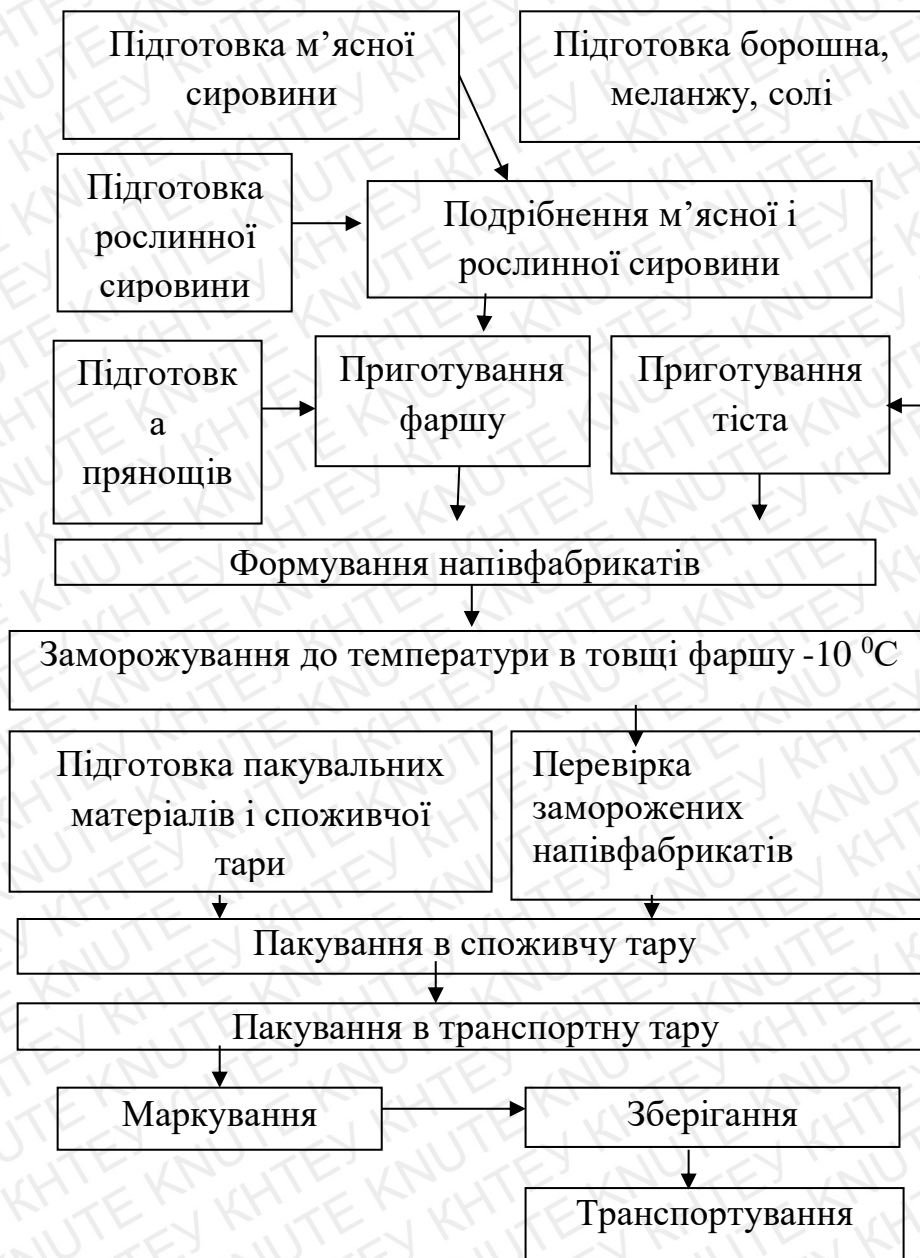 Підготовка м’ясної
сировини
Підготовка борошна,
меланжу, солі
Підготовка
рослинної
сировини
Подрібнення м’ясної і
рослинної сировини
Підготовк
а
прянощів
Приготування
фаршу
Приготування
тіста
Формування напівфабрикатів
Заморожування до температури в товщі фаршу -10 ⁰С
Підготовка пакувальних
матеріалів і споживчої
тари
Перевірка
заморожених
напівфабрикатів
Пакування в споживчу тару
Пакування в транспортну тару
Маркування
Зберігання
Транспортування